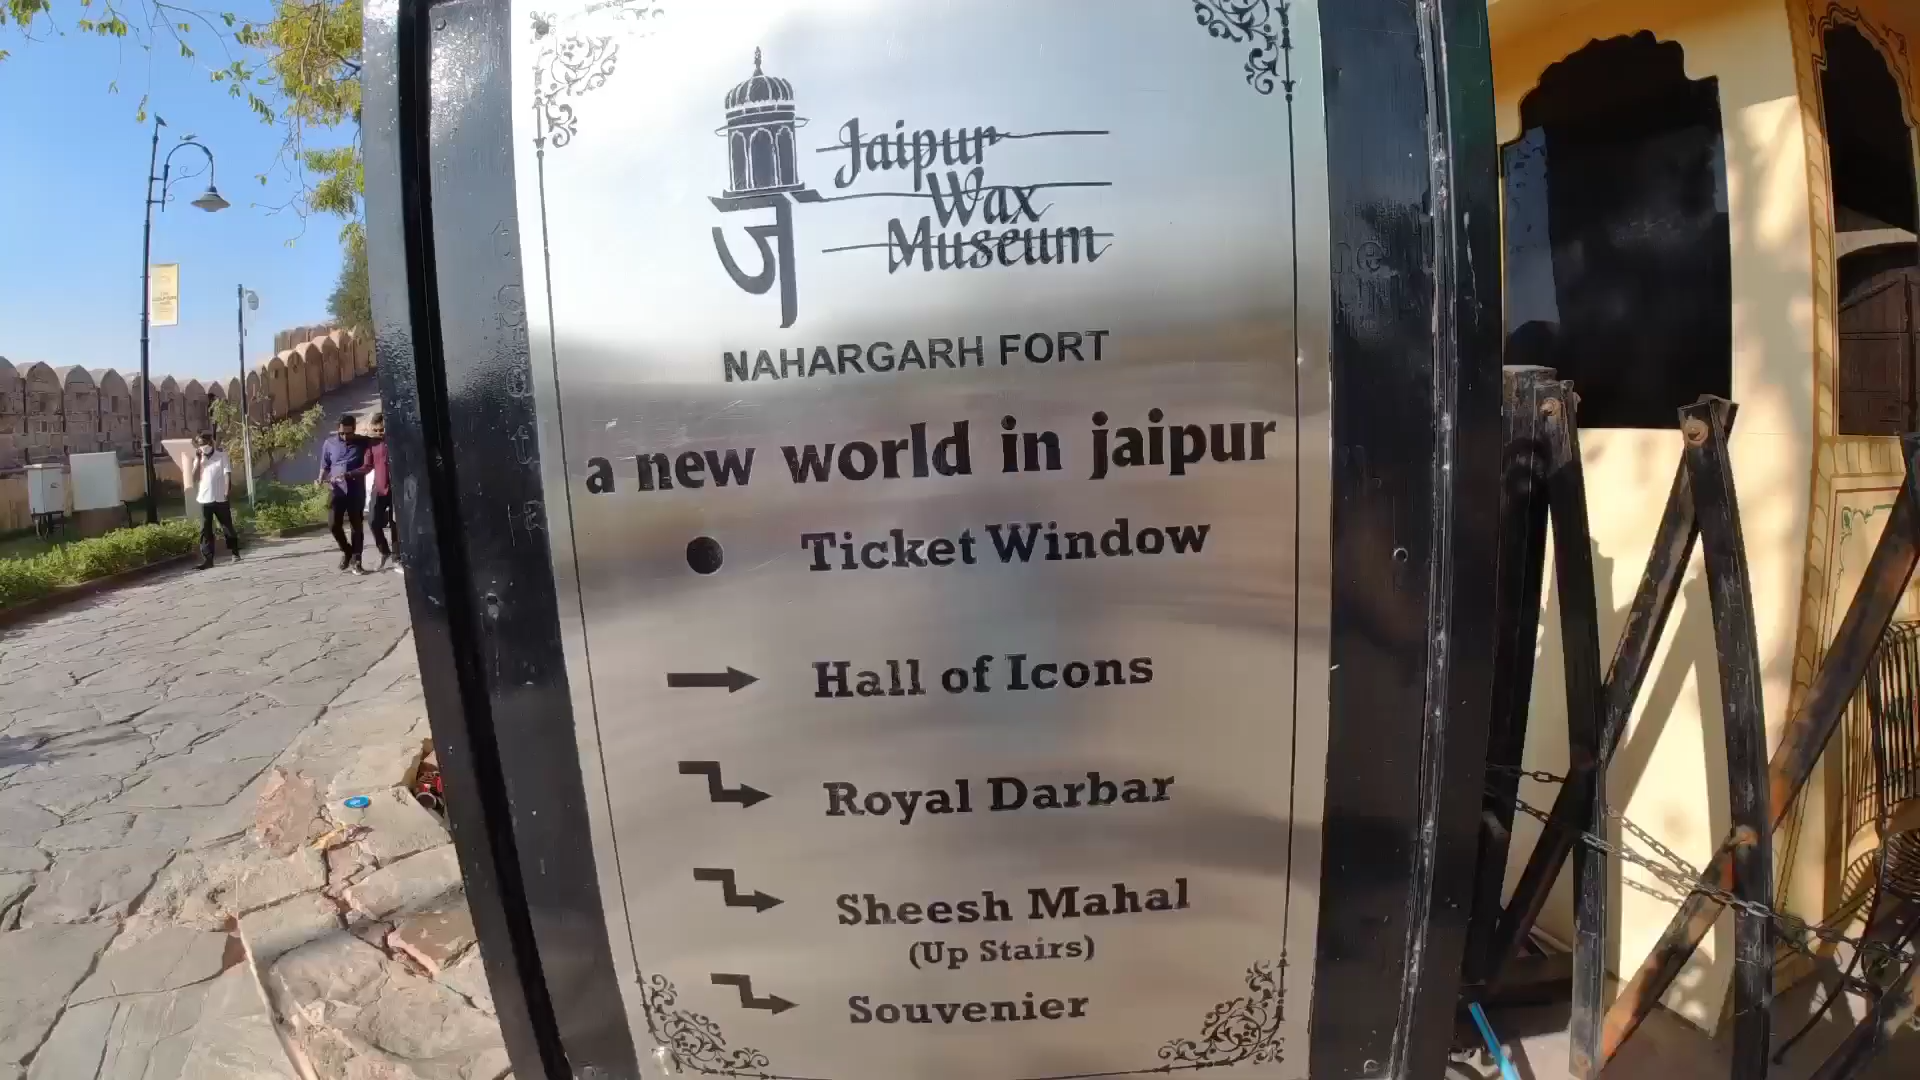 ज
Jaipur
Wax
Museum
NAHARGARH FORT
a new world in jaipur
Ticket Window
Hall of Icons
Royal Darbar
Sheesh Mahal
(Up Stairs)
Souvenier